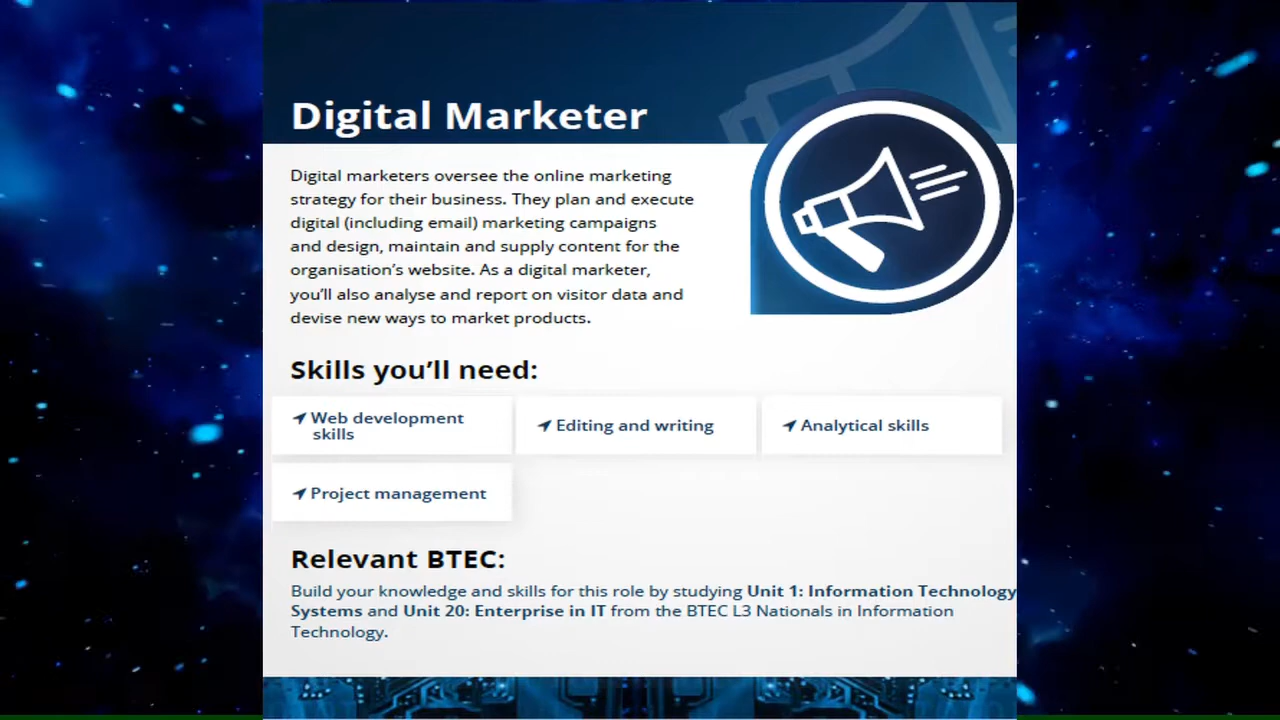 Digital Marketer
Digital marketers oversee the online marketing
strategy for their business. They plan and execute
digital (including email) marketing campaigns
and design, maintain and supply content for the
organisation’s website. As a digital marketer,
you’ll also analyse and report on visitor data and
devise new ways to market products.
Skills you’ll need:
Web development
skills
Editing and writing
Analytical skills
Project management
Relevant BTEC:
Build your knowledge and skills for this role by studying Unit 1: Information Technology
Systems and Unit 20: Enterprise in IT from the BTEC L3 Nationals in Information
Technology.